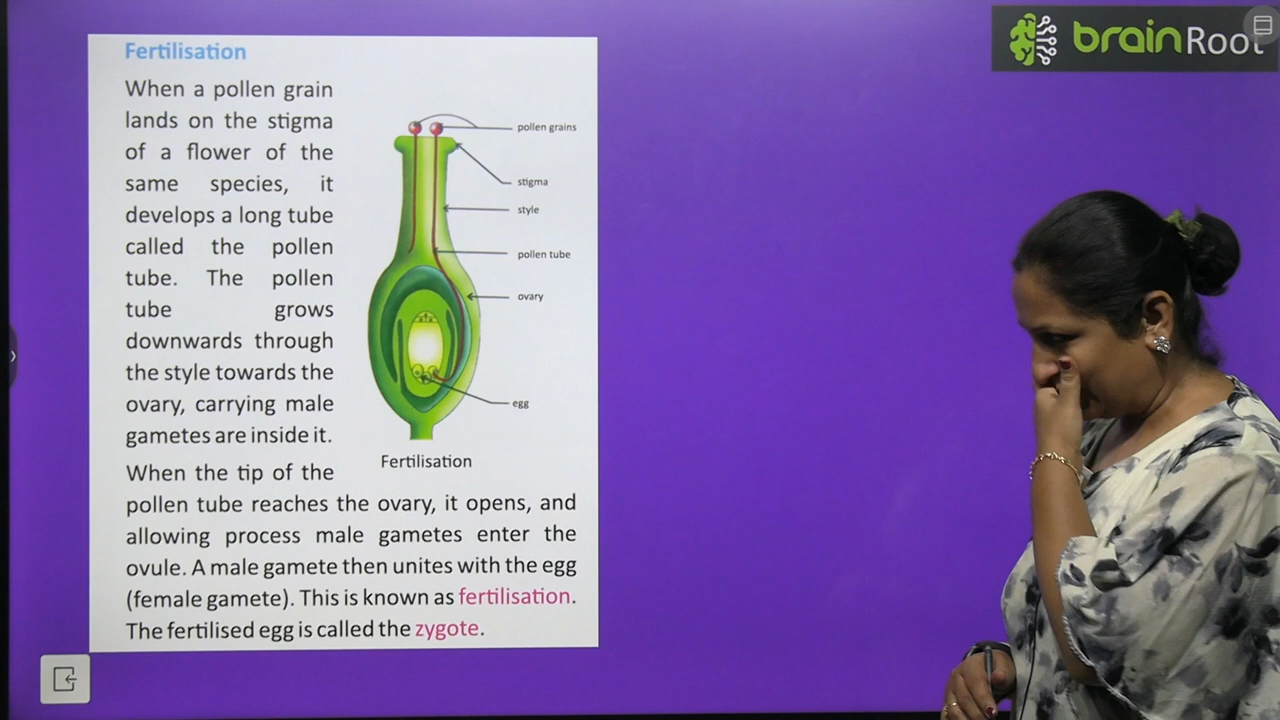 brainRoot
Fertilisation
When a pollen grain
lands on the stigma
of a flower of the
same species, it
develops a long tube
called the pollen
tube. The pollen
tube grows
downwards through
the style towards the
ovary, carrying male
gametes are inside it.
When the tip of the
pollen tube reaches the ovary, it opens, and
allowing process male gametes enter the
ovule. A male gamete then unites with the egg
(female gamete). This is known as fertilisation.
The fertilised egg is called the zygote.
pollen grains
stigma
style
pollen tube
ovary
egg
Fertilisation